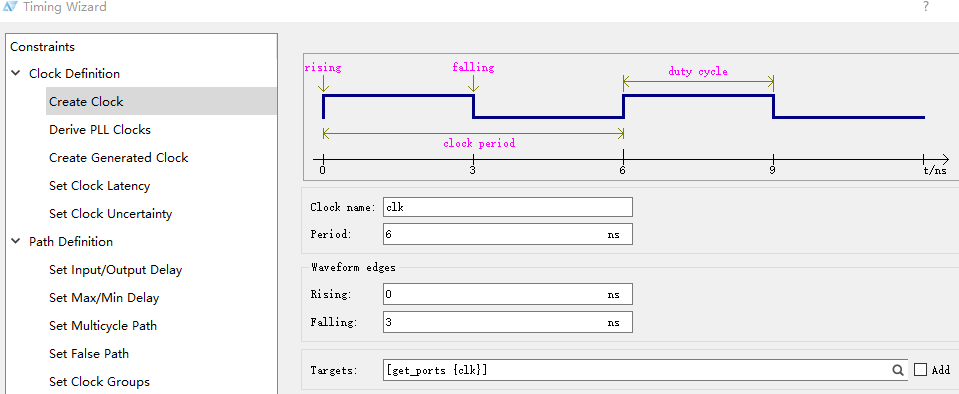 Timing Wizard ?
Constraints
Clock Definition
Create Clock
Derive PLL Clocks
Create Generated Clock
Set Clock Latency
Set Clock Uncertainty
Path Definition
Set Input/Output Delay
Set Max/Min Delay
Set Multicycle Path
Set False Path
Set Clock Groups
rising falling duty cycle
clock period
0 3 6 9 t/ns
Clock name: clk
Period: 6 ns
Waveform edges
Rising: 0 ns
Falling: 3 ns
Targets: [get_ports {clk}] Add